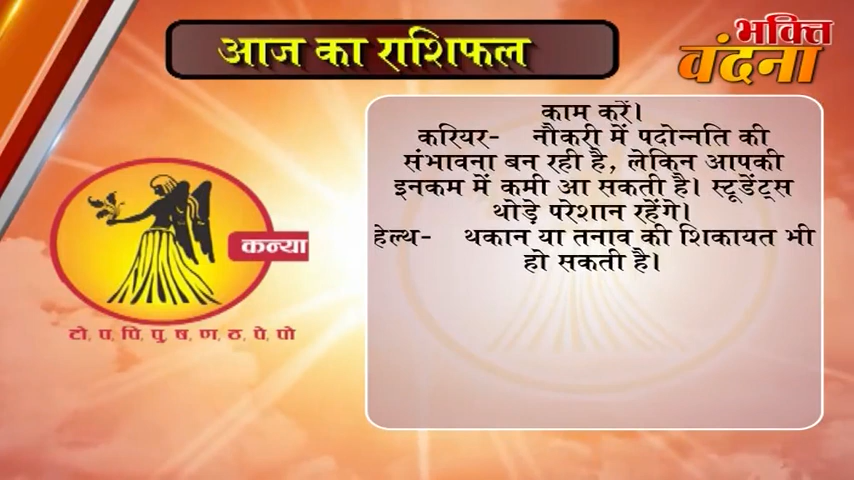 आज का राशिफल
भक्ति
वंदना
काम करें।
करियर- नौकरी में पदोन्नति की
संभावना बन रही है, लेकिन आपकी
इनकम में कमी आ सकती है। स्टूडेंट्स
थोड़े परेशान रहेंगे।
हेल्थ- थकान या तनाव की शिकायत भी
हो सकती है।
कन्या
टो, प, पि, पु, ष, ण, ठ, पे, पो